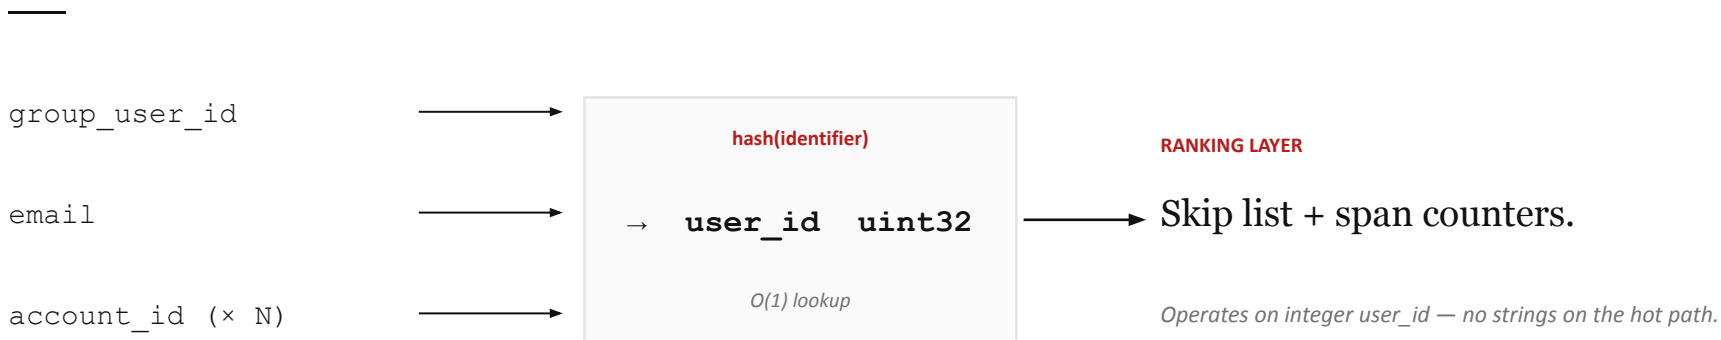 group_user_id
email
account_id (× N)
hash(identifier)
→ user_id uint32
O(1) lookup
RANKING LAYER
Skip list + span counters.
Operates on integer user_id — no strings on the hot path.